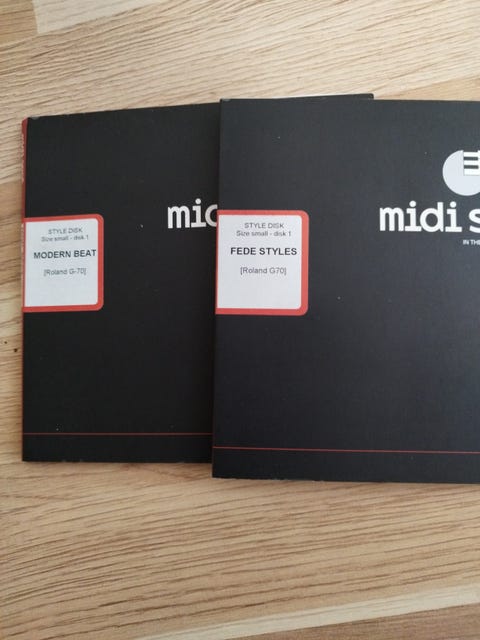 STYLE DISK
Size small - disk 1
MODERN BEAT
[Roland G-70]
STYLE DISK
Size small - disk 1
FEDE STYLES
[Roland G70]
midi s
IN THE